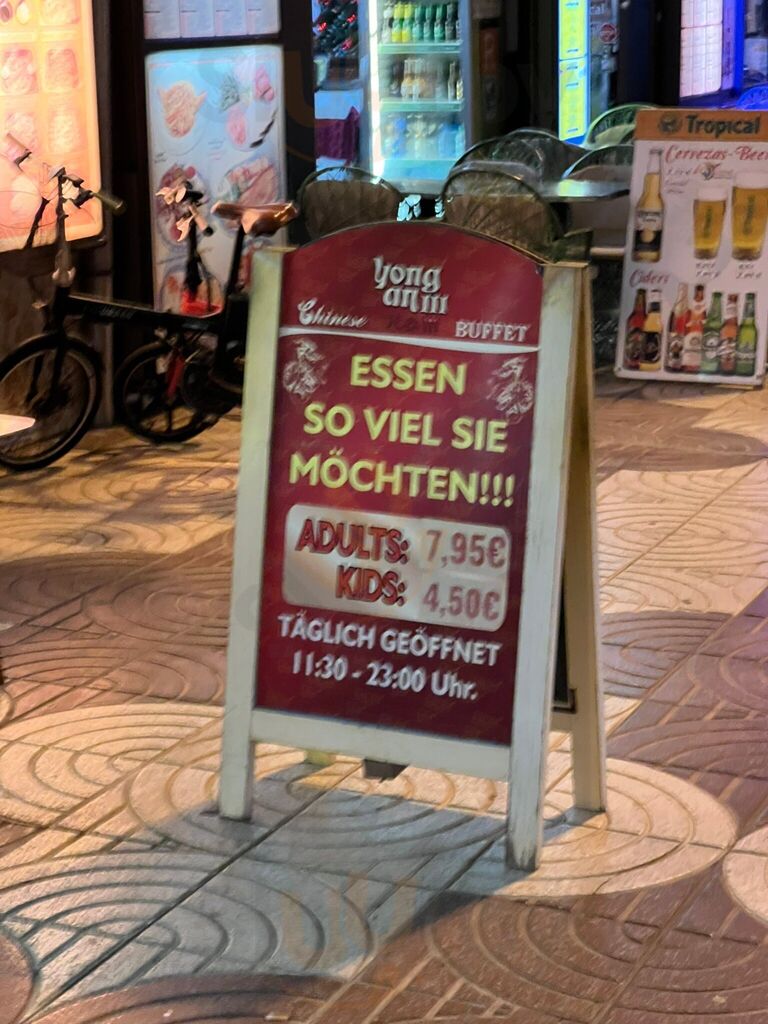 yong
an III
Chinese BUFFET
ESSEN
SO VIEL SIE
MÖCHTEN!!!
ADULTS: 7,95€
KIDS: 4,50€
TÄGLICH GEÖFFNET
11:30 - 23:00 Uhr.
Tropical
Cervezas - Beer
Ciders